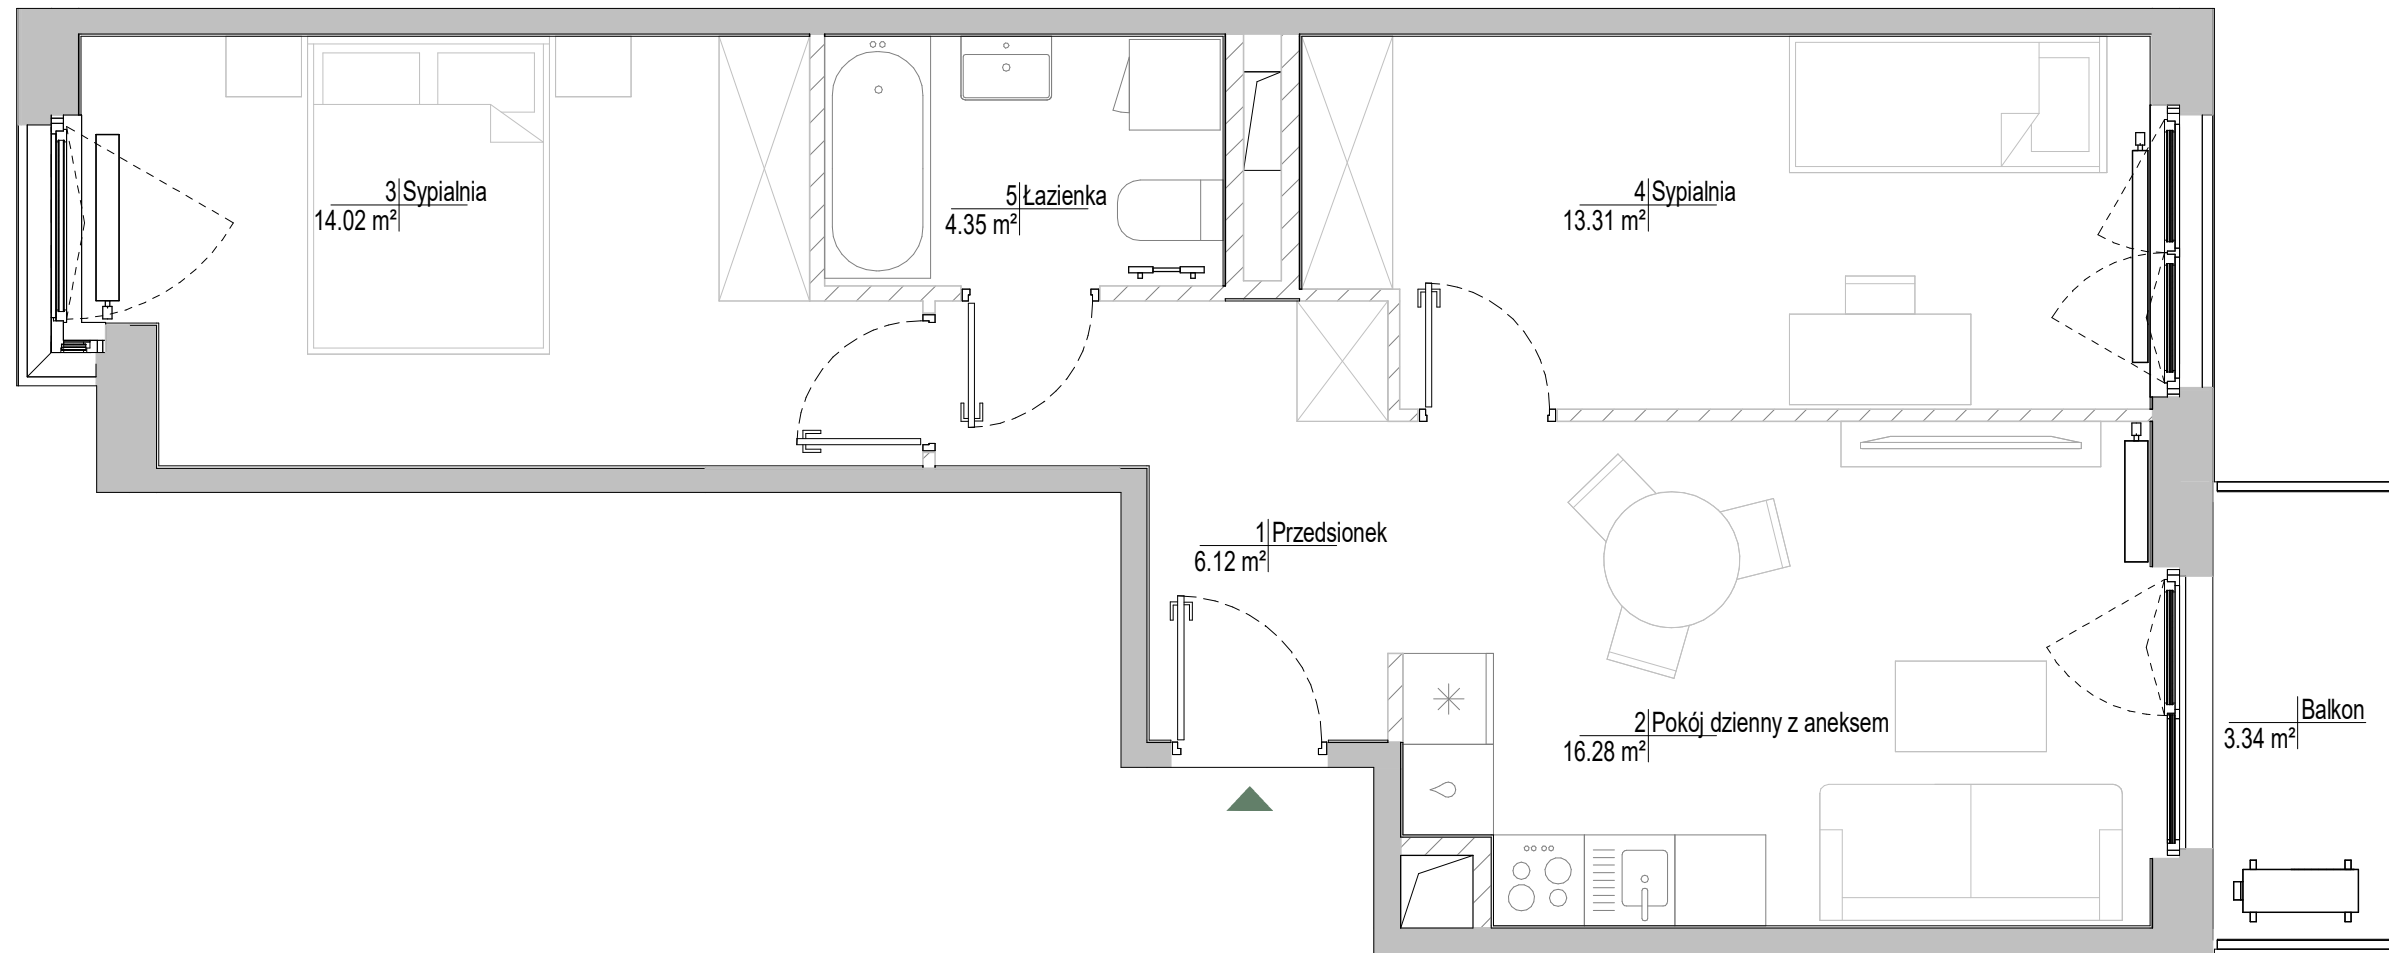 3 Sypialnia
14.02 m²
5 Łazienka
4.35 m²
4 Sypialnia
13.31 m²
1 Przedsionek
6.12 m²
2 Pokój dzienny z aneksem
16.28 m²
Balkon
3.34 m²